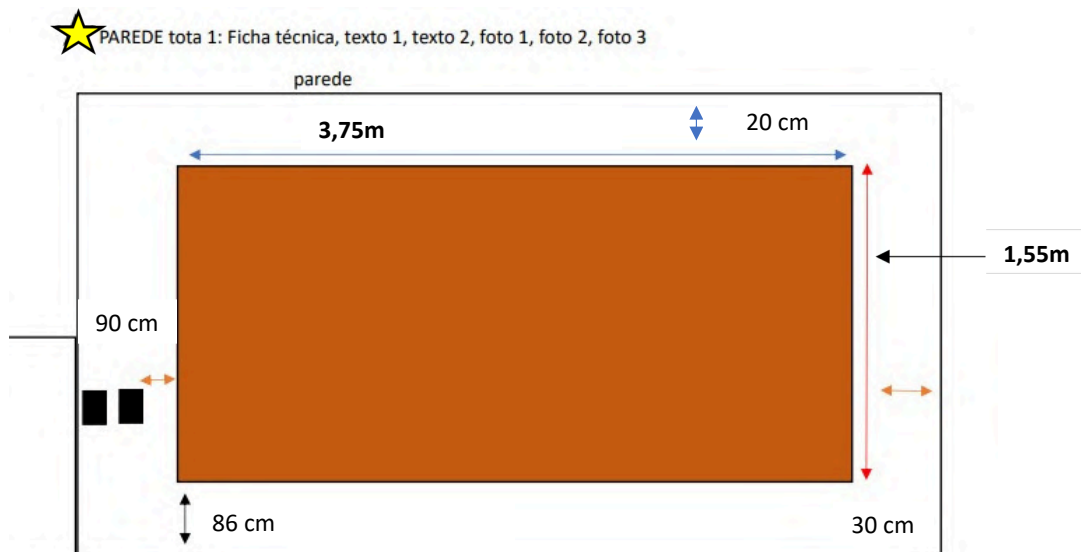 PAREDE tota 1: Ficha técnica, texto 1, texto 2, foto 1, foto 2, foto 3
parede
3,75m
20 cm
1,55m
90 cm
86 cm
30 cm